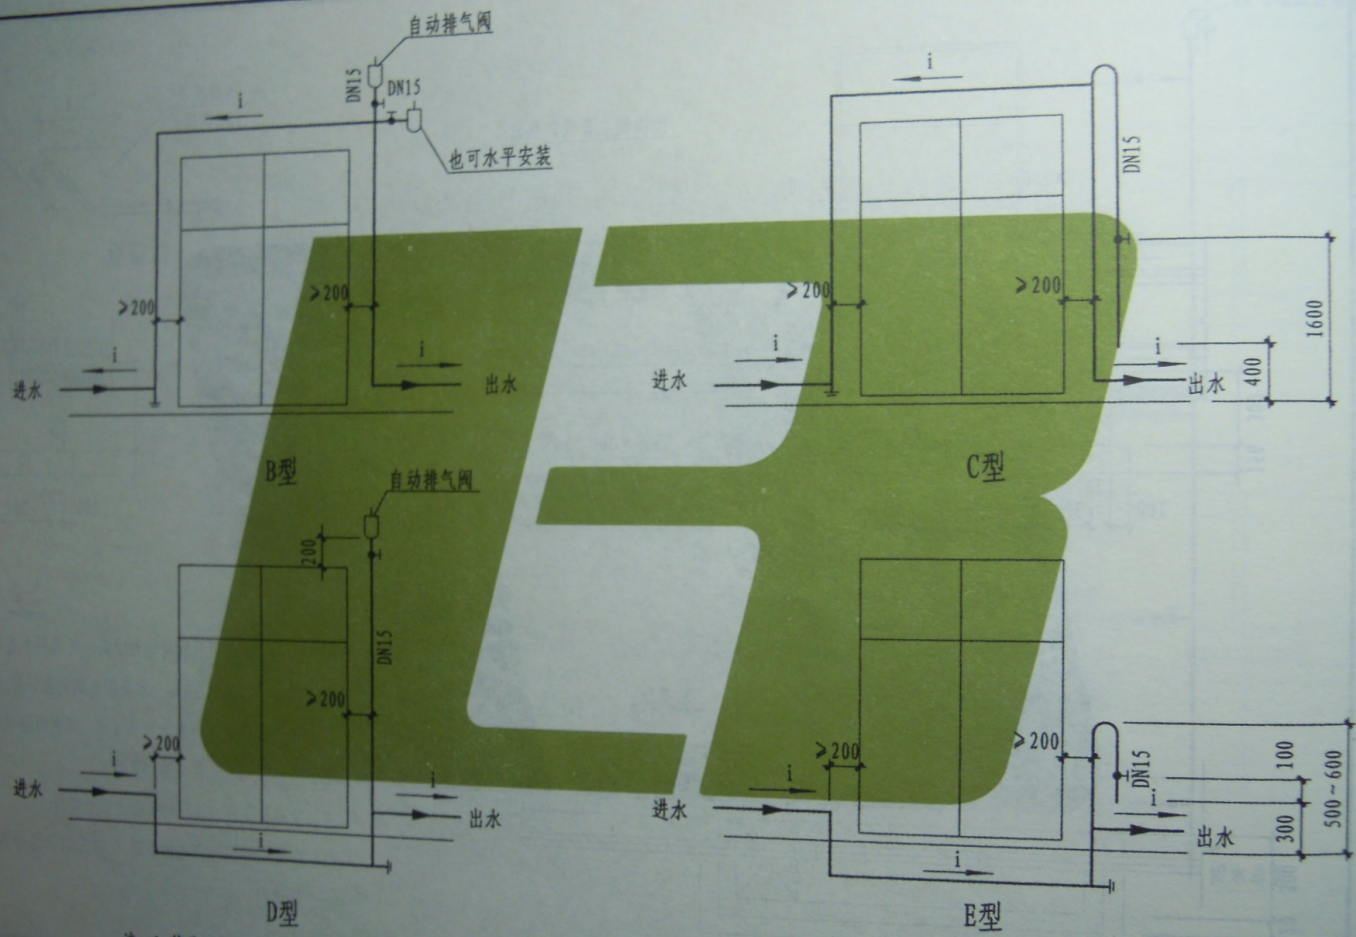 自动排气阀
DN15
DN15
i
也可水平安装
≥200
≥200
i
i
进水
出水
B型
i
DN15
≥200
≥200
i
i
进水
出水
1600
400
C型
自动排气阀
200
DN15
≥200
≥200
i
i
进水
出水
i
D型
≥200
≥200
DN15
i
i
进水
出水
i
100
300
500~600
E型